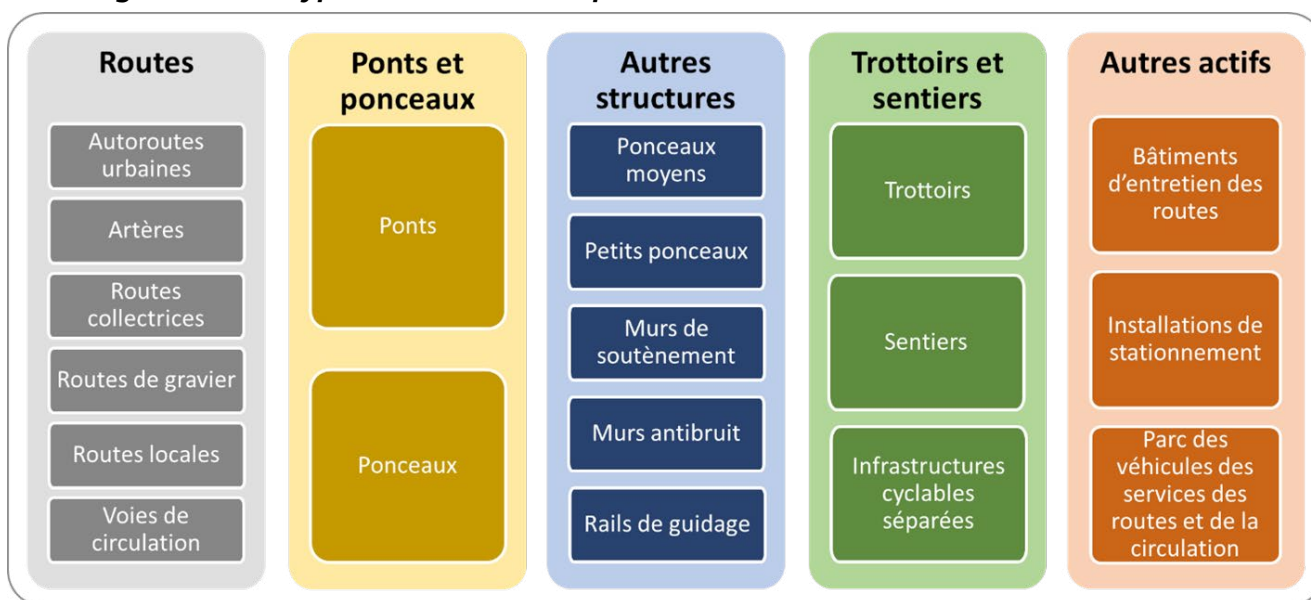 Routes
Autoroutes
urbaines
Artères
Routes
collectrices
Routes de gravier
Routes locales
Voies de
circulation
Ponts et
ponceaux
Ponts
Ponceaux
Autres
structures
Ponceaux
moyens
Petits ponceaux
Murs de
soutènement
Murs antibruit
Rails de guidage
Trottoirs et
sentiers
Trottoirs
Sentiers
Infrastructures
cyclables
séparées
Autres actifs
Bâtiments
d’entretien des
routes
Installations de
stationnement
Parc des
véhicules des
services des
routes et de la
circulation